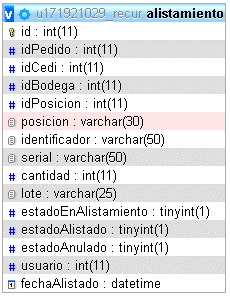 v u171921029_recur alistamiento
id : int(11)
idPedido : int(11)
idCedi : int(11)
idBodega : int(11)
idPosicion : int(11)
posicion : varchar(30)
identificador : varchar(50)
serial : varchar(50)
cantidad : int(11)
lote : varchar(25)
estadoEnAlistamiento : tinyint(1)
estadoAlistado : tinyint(1)
estadoAnulado : tinyint(1)
usuario : int(11)
fechaAlistado : datetime